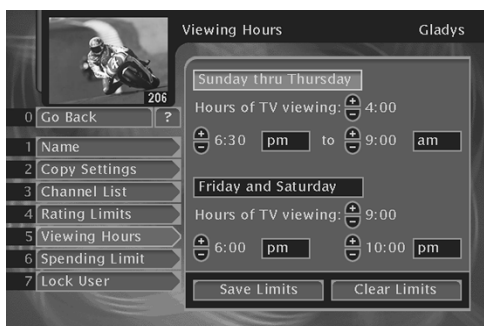 Viewing Hours Gladys
206
0 Go Back ?
1 Name
2 Copy Settings
3 Channel List
4 Rating Limits
5 Viewing Hours
6 Spending Limit
7 Lock User
Sunday thru Thursday
Hours of TV viewing: + − 4:00
+ − 6:30 pm to + − 9:00 am
Friday and Saturday
Hours of TV viewing: + − 9:00
+ − 6:00 pm + − 10:00 pm
Save Limits Clear Limits